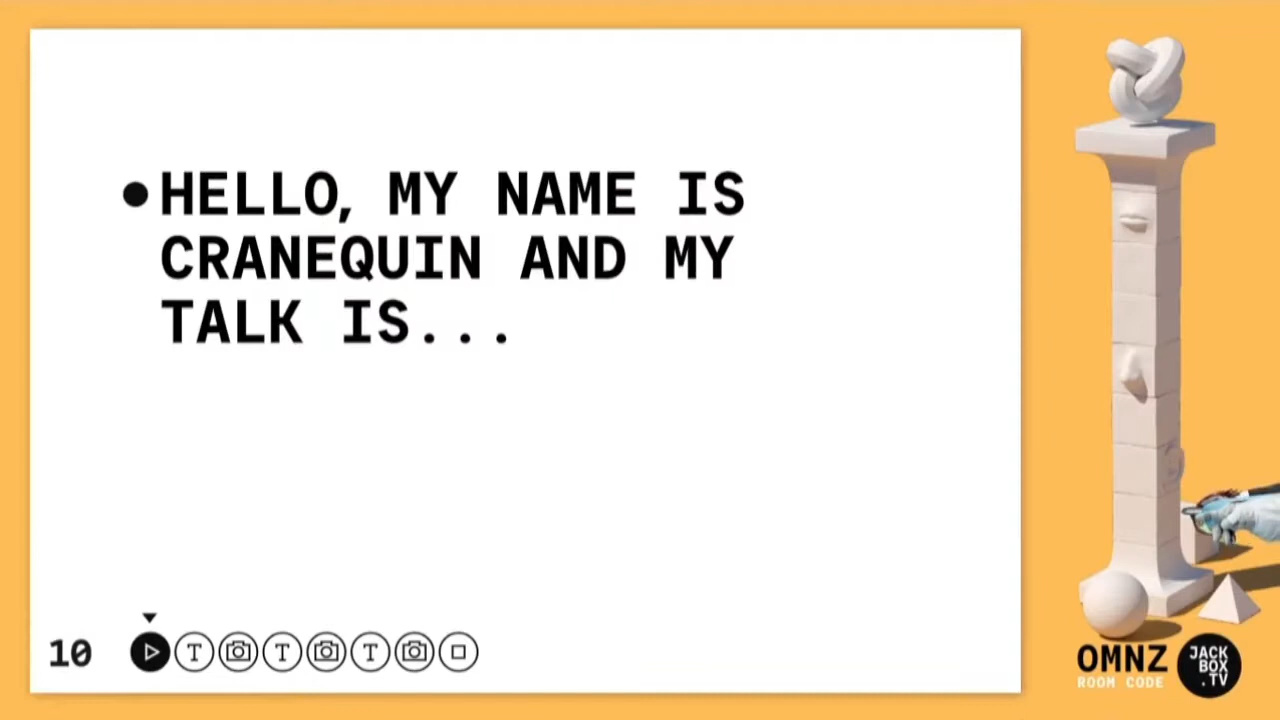 ● HELLO, MY NAME IS
CRANEQUIN AND MY
TALK IS...
10
T T T
OMNZ
ROOM CODE
JACK
BOX
.TV